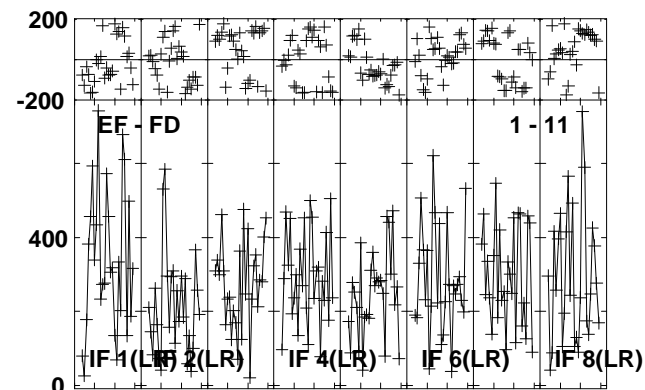 200
-200
EF - FD 1 - 11
400
IF 1(LR) IF 2(LR) IF 4(LR) IF 6(LR) IF 8(LR)
0